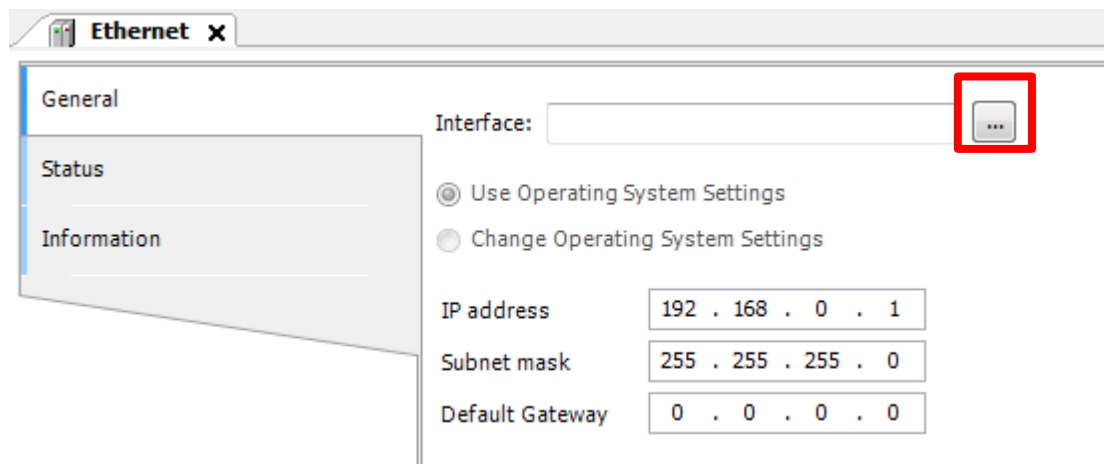 Ethernet x
General
Interface: ...
Status
Use Operating System Settings
Information
Change Operating System Settings
IP address 192 . 168 . 0 . 1
Subnet mask 255 . 255 . 255 . 0
Default Gateway 0 . 0 . 0 . 0